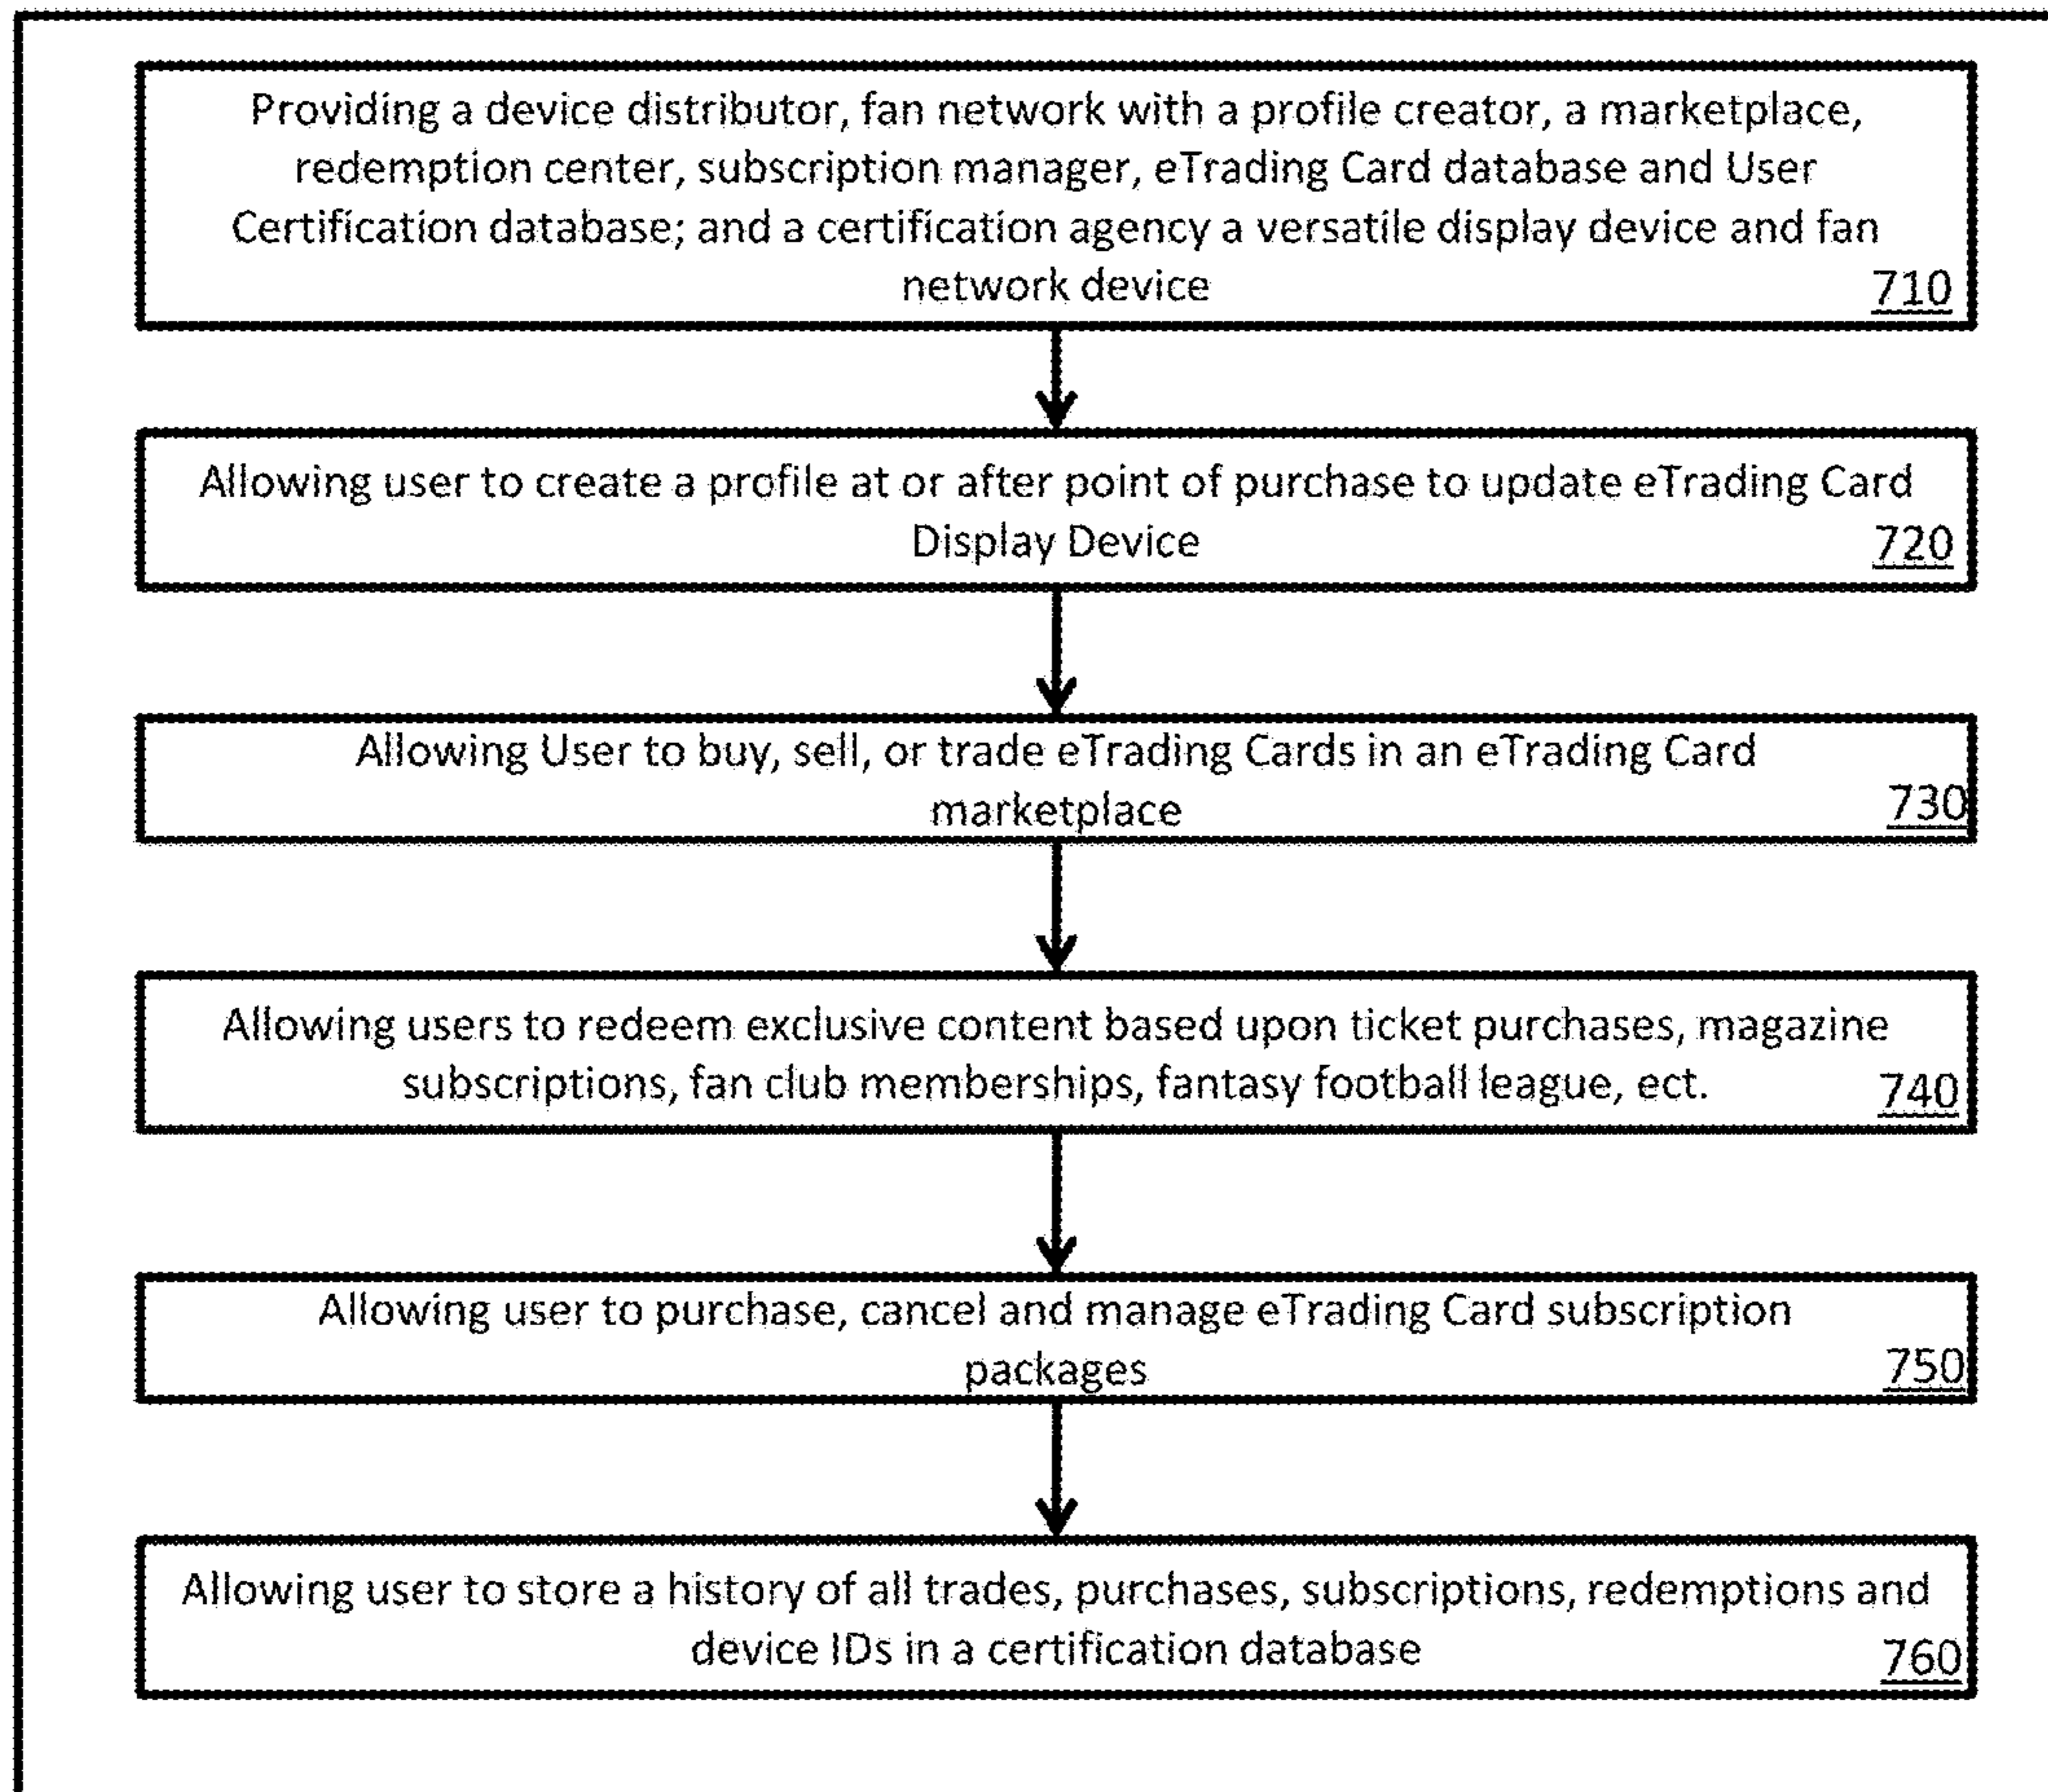 Providing a device distributor, fan network with a profile creator, a marketplace,
redemption center, subscription manager, eTrading Card database and User
Certification database; and a certification agency a versatile display device and fan
network device
710
Allowing user to create a profile at or after point of purchase to update eTrading Card
Display Device
720
Allowing User to buy, sell, or trade eTrading Cards in an eTrading Card
marketplace
730
Allowing users to redeem exclusive content based upon ticket purchases, magazine
subscriptions, fan club memberships, fantasy football league, ect.
740
Allowing user to purchase, cancel and manage eTrading Card subscription
packages
750
Allowing user to store a history of all trades, purchases, subscriptions, redemptions and
device IDs in a certification database
760